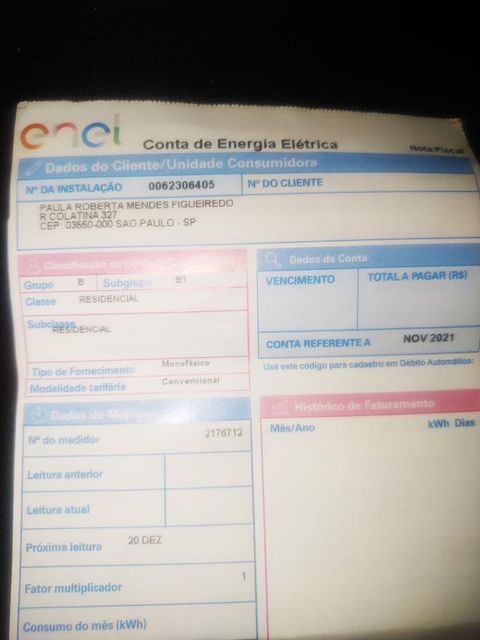 enel
Conta de Energia Elétrica
Nota Fiscal
Dados do Cliente/Unidade Consumidora
Nº DA INSTALAÇÃO 0062306405 Nº DO CLIENTE
PAULA ROBERTA MENDES FIGUEIREDO
R COLATINA 327
CEP: 03550-000 SAO PAULO - SP
Classificação da
Dados da Conta
Grupo B Subgrupo B1
Classe RESIDENCIAL
Subclasse
RESIDENCIAL
Tipo de Fornecimento Monofásico
Modalidade tarifária Convencional
VENCIMENTO TOTAL A PAGAR (R$)
CONTA REFERENTE A NOV 2021
Use este código para cadastro em Débito Automático:
Dados de Medição
Nº do medidor 2176712
Leitura anterior
Leitura atual
Próxima leitura 20 DEZ
Fator multiplicador 1
Consumo do mês (kWh)
Histórico de Faturamento
Mês/Ano kWh Dias